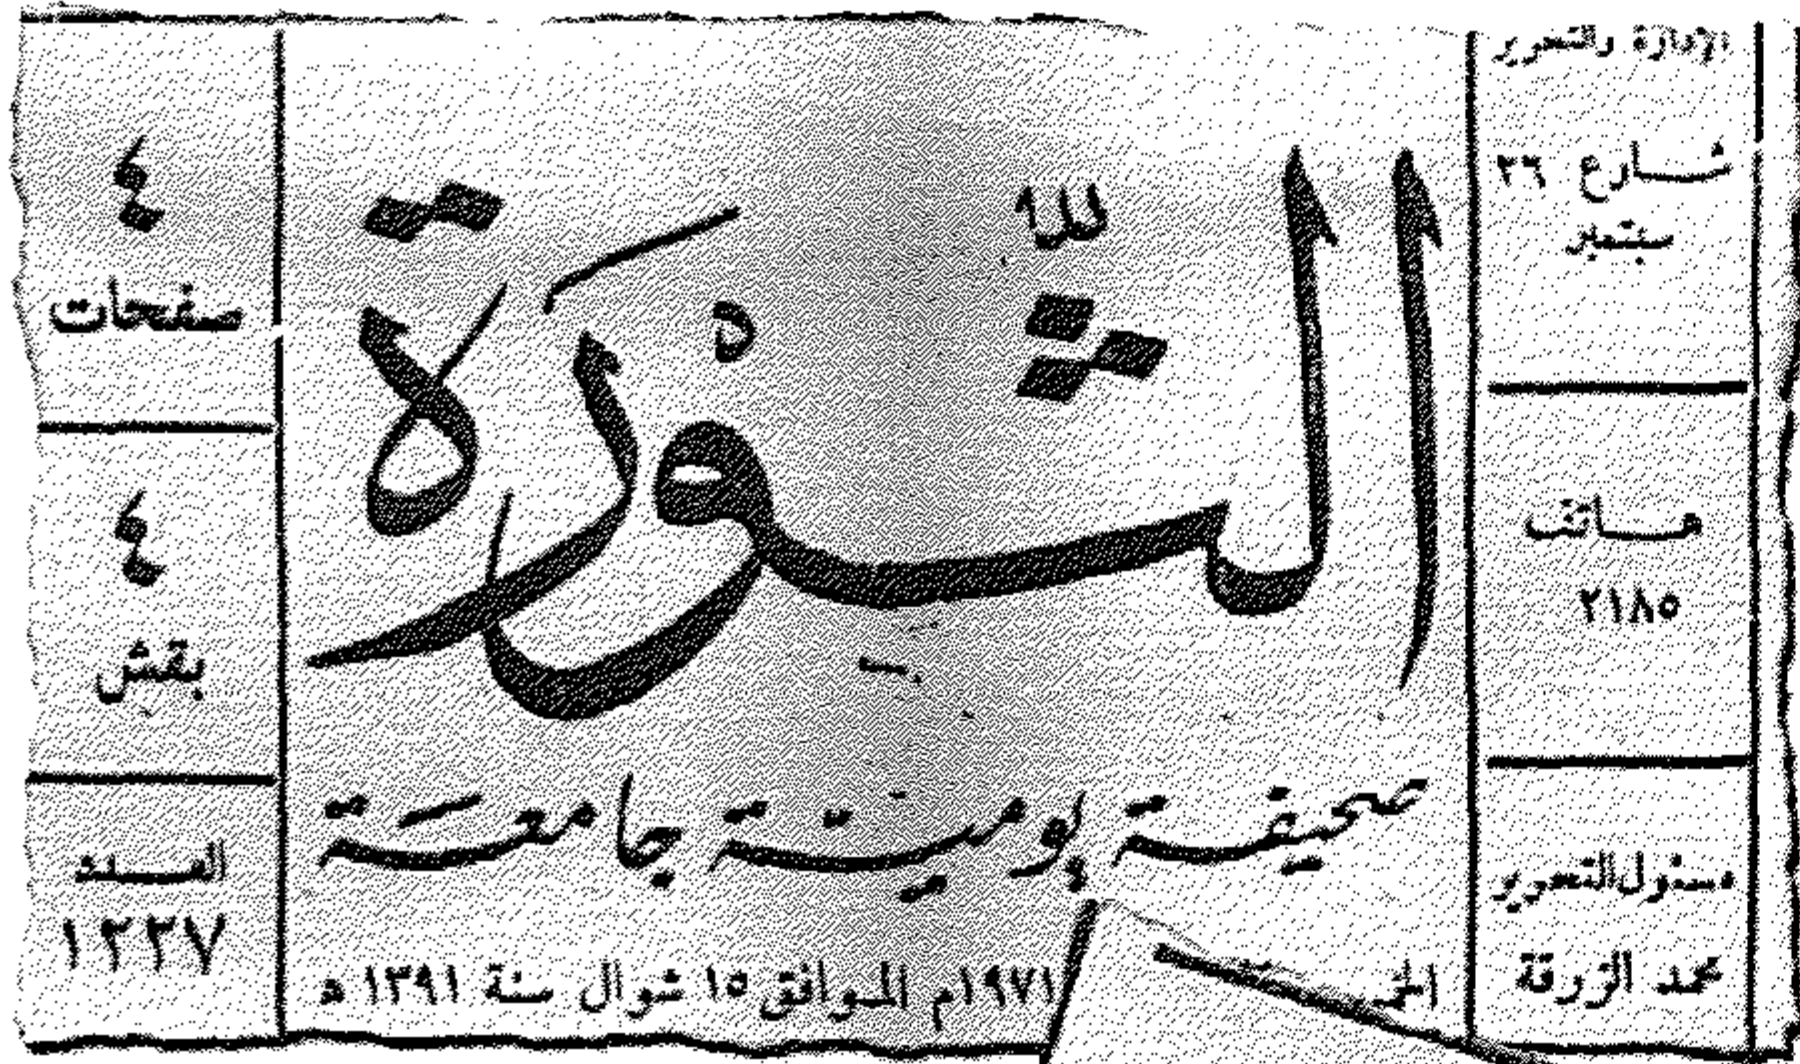 الإدارة والتحرير
شارع ٢٦
سبتمبر
هاتف
٢١٨٥
مسئول التحرير
محمد الزرقة
الثورة
صحيفة يومية جامعة
١٩٧١م الموافق ١٥ شوال سنة ١٣٩١ هـ
٤
صفحات
٤
بقش
العدد